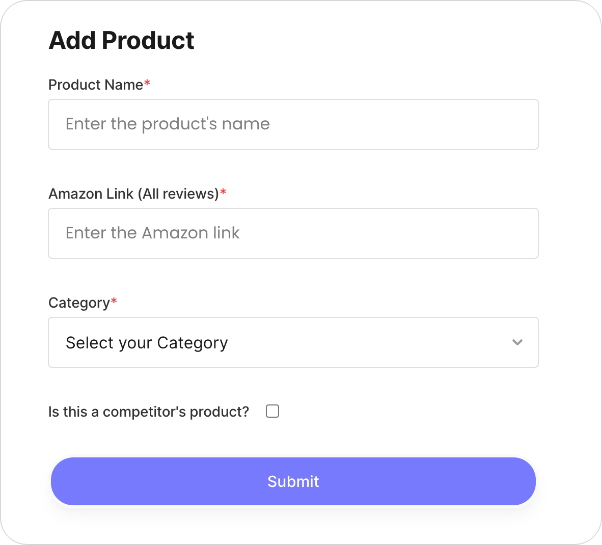 Add Product
Product Name*
Enter the product's name
Amazon Link (All reviews)*
Enter the Amazon link
Category*
Select your Category
Is this a competitor's product?
Submit